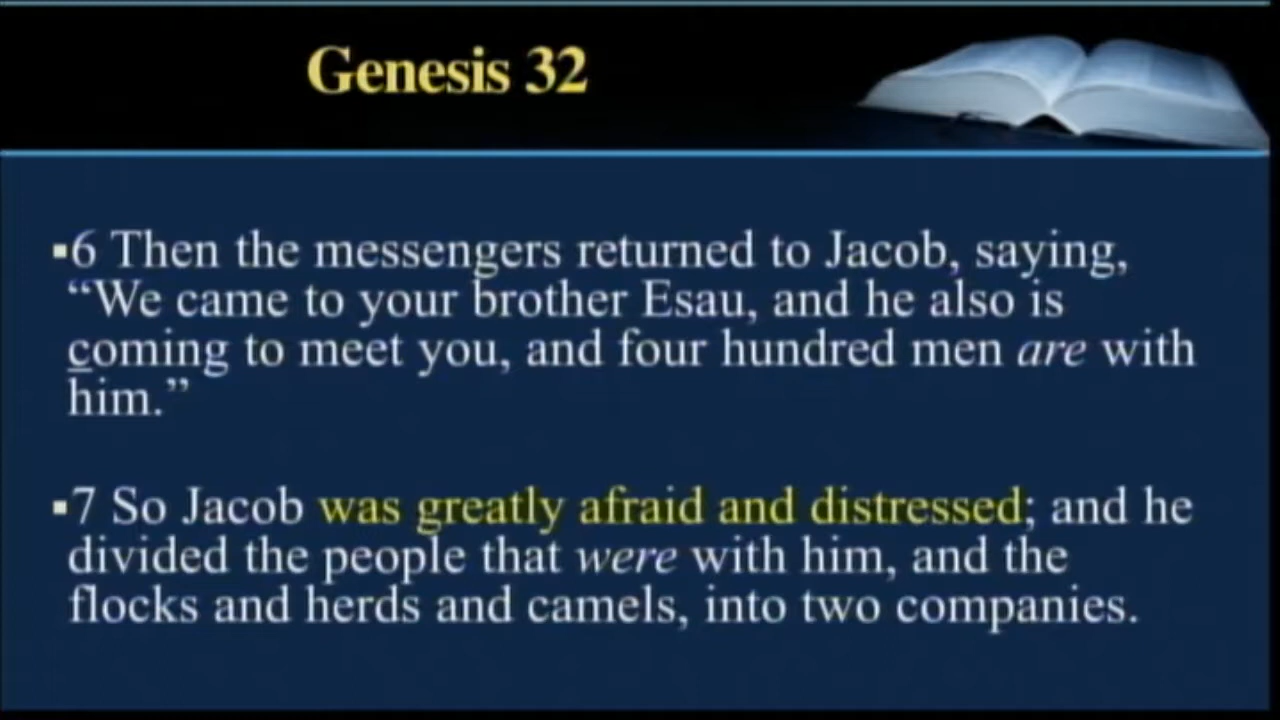 Genesis 32
▪6 Then the messengers returned to Jacob, saying,
“We came to your brother Esau, and he also is
coming to meet you, and four hundred men are with
him.”
▪7 So Jacob was greatly afraid and distressed; and he
divided the people that were with him, and the
flocks and herds and camels, into two companies.